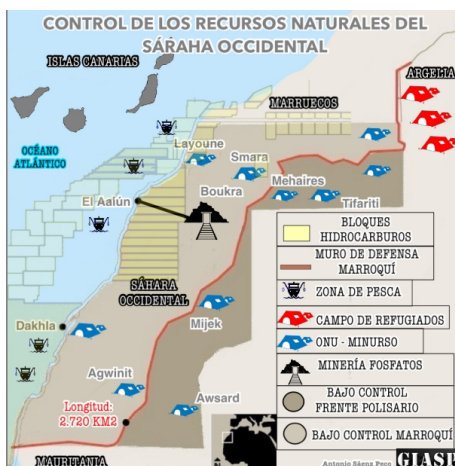 CONTROL DE LOS RECURSOS NATURALES DEL
SÁRAHA OCCIDENTAL
ISLAS CANARIAS
ARGELIA
MARRUECOS
OCÉANO
ATLÁNTICO
Layoune
Smara
Mehaires
Boukra
Tifariti
El Aalún
BLOQUES
HIDROCARBUROS
MURO DE DEFENSA
MARROQUÍ
ZONA DE PESCA
SÁHARA
OCCIDENTAL
CAMPO DE REFUGIADOS
Dakhla
Mijek
ONU - MINURSO
MINERÍA FOSFATOS
Agwinit
Awsard
BAJO CONTROL
FRENTE POLISARIO
Longitud:
2.720 KM2
BAJO CONTROL MARROQUÍ
MAURITANIA
Antonio Sáenz Peco
GIASP